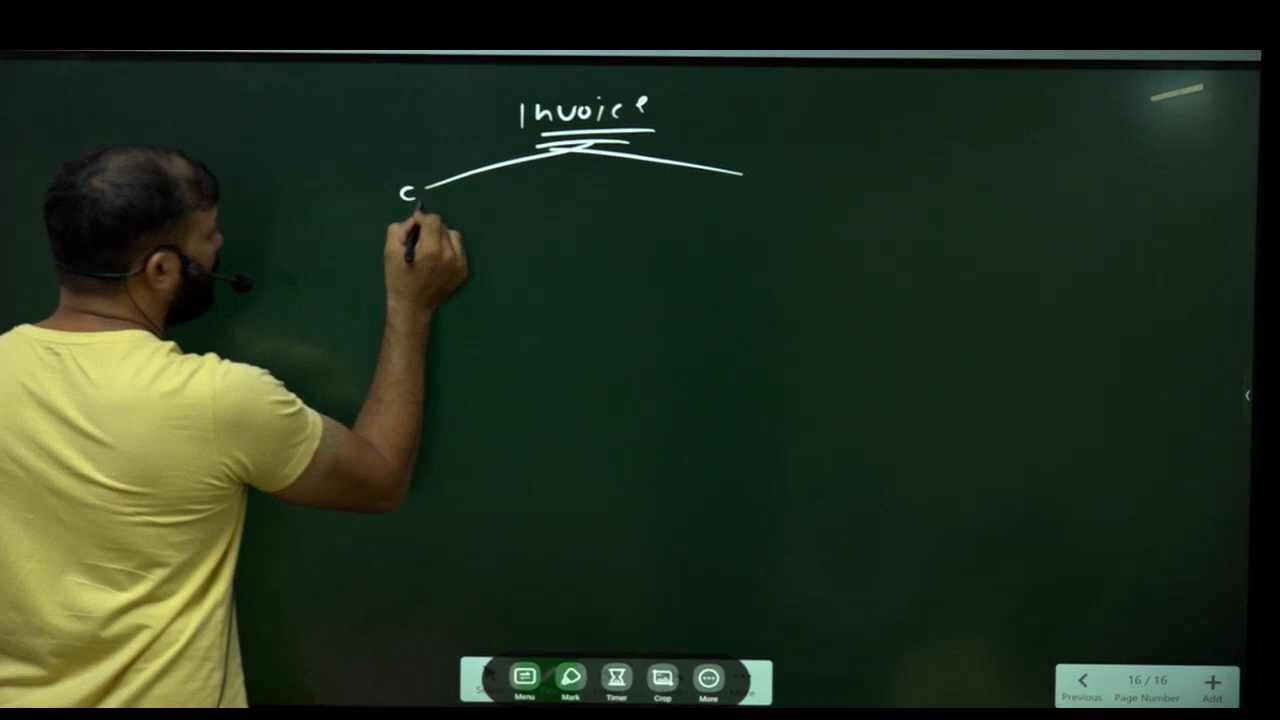 Invoice
C
Menu Mark Timer Crop More
16 / 16
Previous Page Number Add